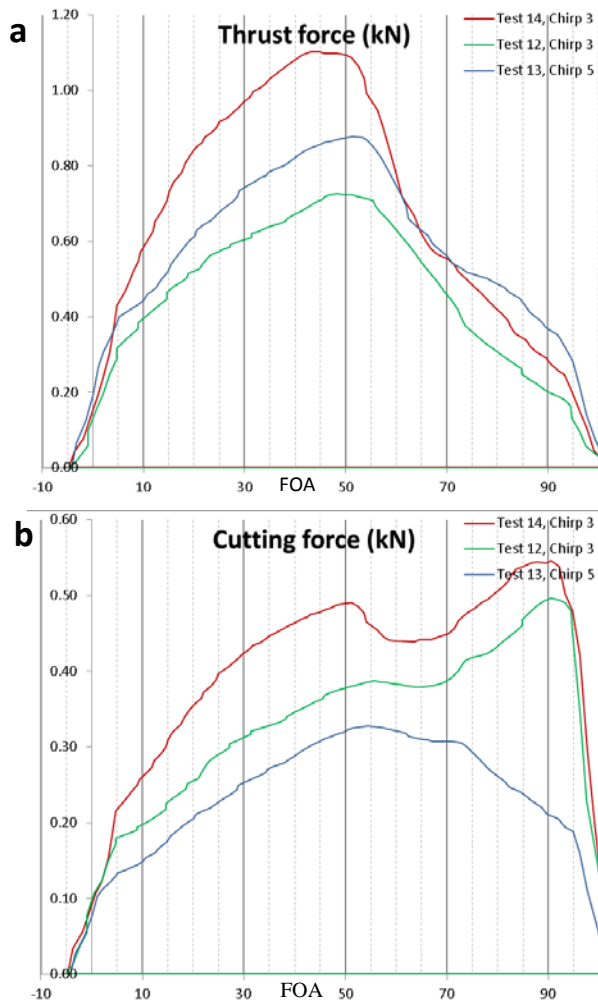 a
Thrust force (kN)
Test 14, Chirp 3
Test 12, Chirp 3
Test 13, Chirp 5
1.20
1.00
0.80
0.60
0.40
0.20
0.00
-10 10 30 50 70 90
FOA
b
Cutting force (kN)
Test 14, Chirp 3
Test 12, Chirp 3
Test 13, Chirp 5
0.60
0.50
0.40
0.30
0.20
0.10
0.00
-10 10 30 50 70 90
FOA